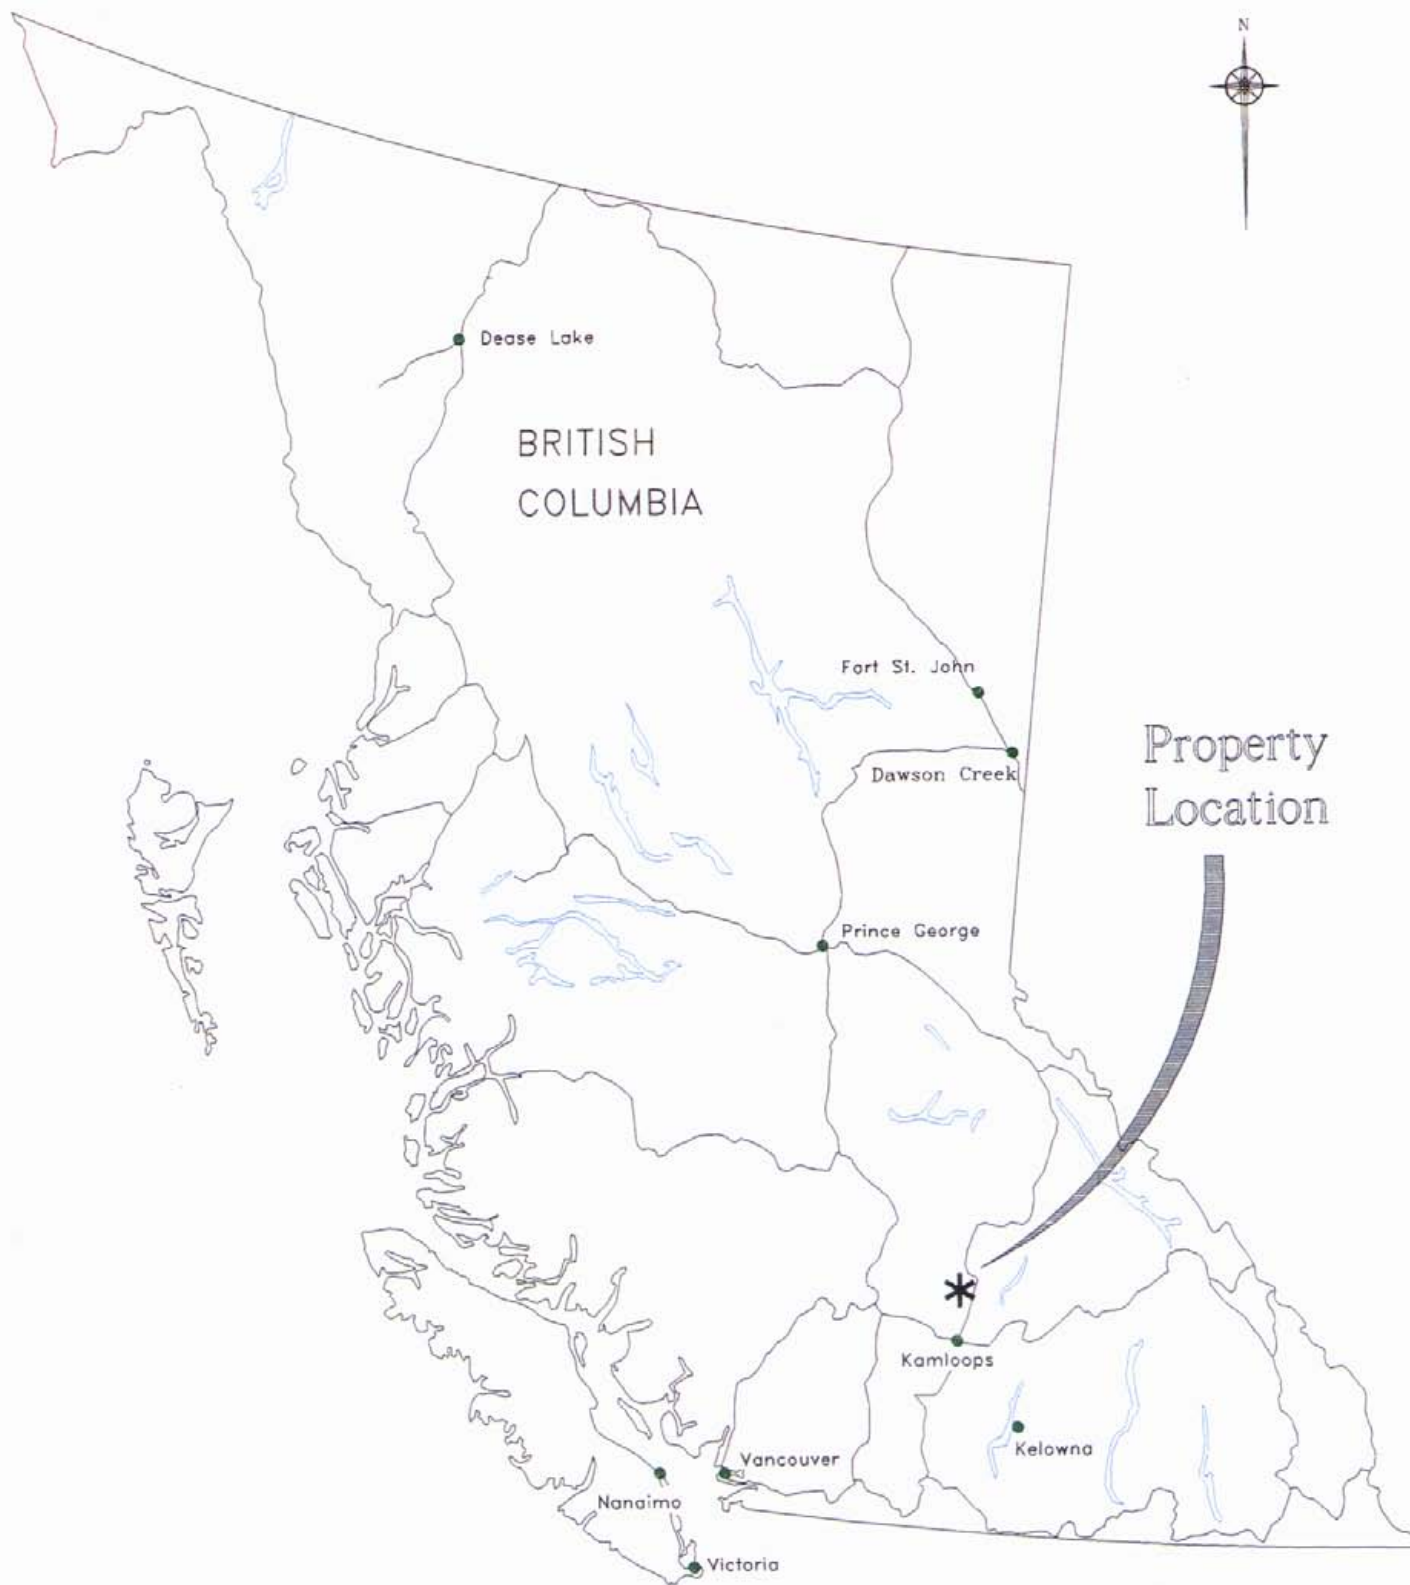 N
Dease Lake
BRITISH
COLUMBIA
Fort St. John
Dawson Creek
Property
Location
Prince George
Kamloops
Kelowna
Vancouver
Nanaimo
Victoria